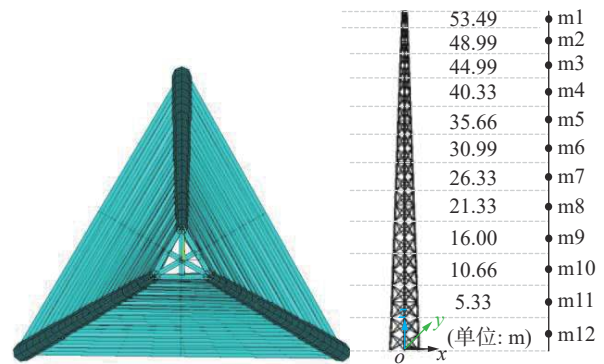 53.49 m1
48.99 m2
44.99 m3
40.33 m4
35.66 m5
30.99 m6
26.33 m7
21.33 m8
16.00 m9
10.66 m10
5.33 m11
y
(单位: m) m12
o x